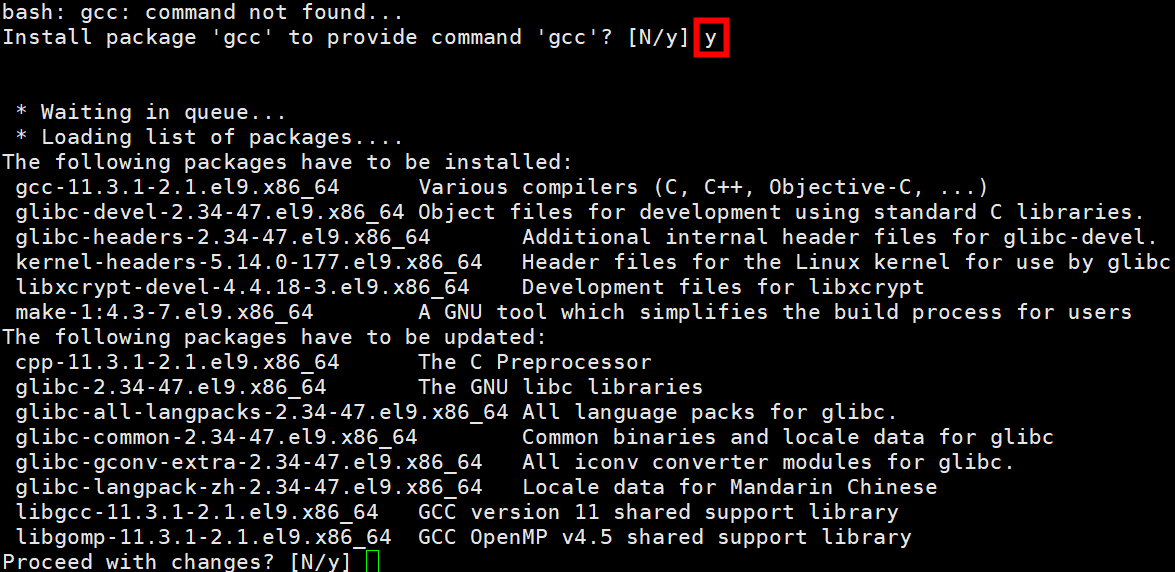 bash: gcc: command not found...
Install package 'gcc' to provide command 'gcc'? [N/y] y
* Waiting in queue...
* Loading list of packages....
The following packages have to be installed:
gcc-11.3.1-2.1.el9.x86_64 Various compilers (C, C++, Objective-C, ...)
glibc-devel-2.34-47.el9.x86_64 Object files for development using standard C libraries.
glibc-headers-2.34-47.el9.x86_64 Additional internal header files for glibc-devel.
kernel-headers-5.14.0-177.el9.x86_64 Header files for the Linux kernel for use by glibc
libxcrypt-devel-4.4.18-3.el9.x86_64 Development files for libxcrypt
make-1:4.3-7.el9.x86_64 A GNU tool which simplifies the build process for users
The following packages have to be updated:
cpp-11.3.1-2.1.el9.x86_64 The C Preprocessor
glibc-2.34-47.el9.x86_64 The GNU libc libraries
glibc-all-langpacks-2.34-47.el9.x86_64 All language packs for glibc.
glibc-common-2.34-47.el9.x86_64 Common binaries and locale data for glibc
glibc-gconv-extra-2.34-47.el9.x86_64 All iconv converter modules for glibc.
glibc-langpack-zh-2.34-47.el9.x86_64 Locale data for Mandarin Chinese
libgcc-11.3.1-2.1.el9.x86_64 GCC version 11 shared support library
libgomp-11.3.1-2.1.el9.x86_64 GCC OpenMP v4.5 shared support library
Proceed with changes? [N/y]